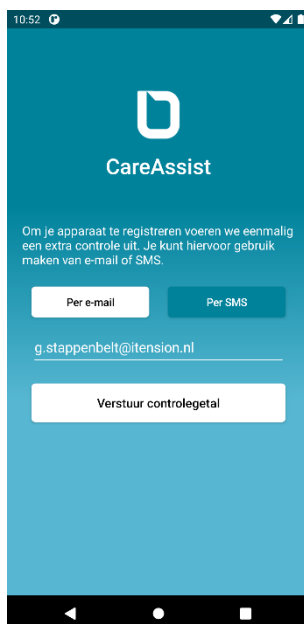 10:52
CareAssist
Om je apparaat te registreren voeren we eenmalig
een extra controle uit. Je kunt hiervoor gebruik
maken van e-mail of SMS.
Per e-mail Per SMS
g.stappenbelt@itension.nl
Verstuur controlegetal